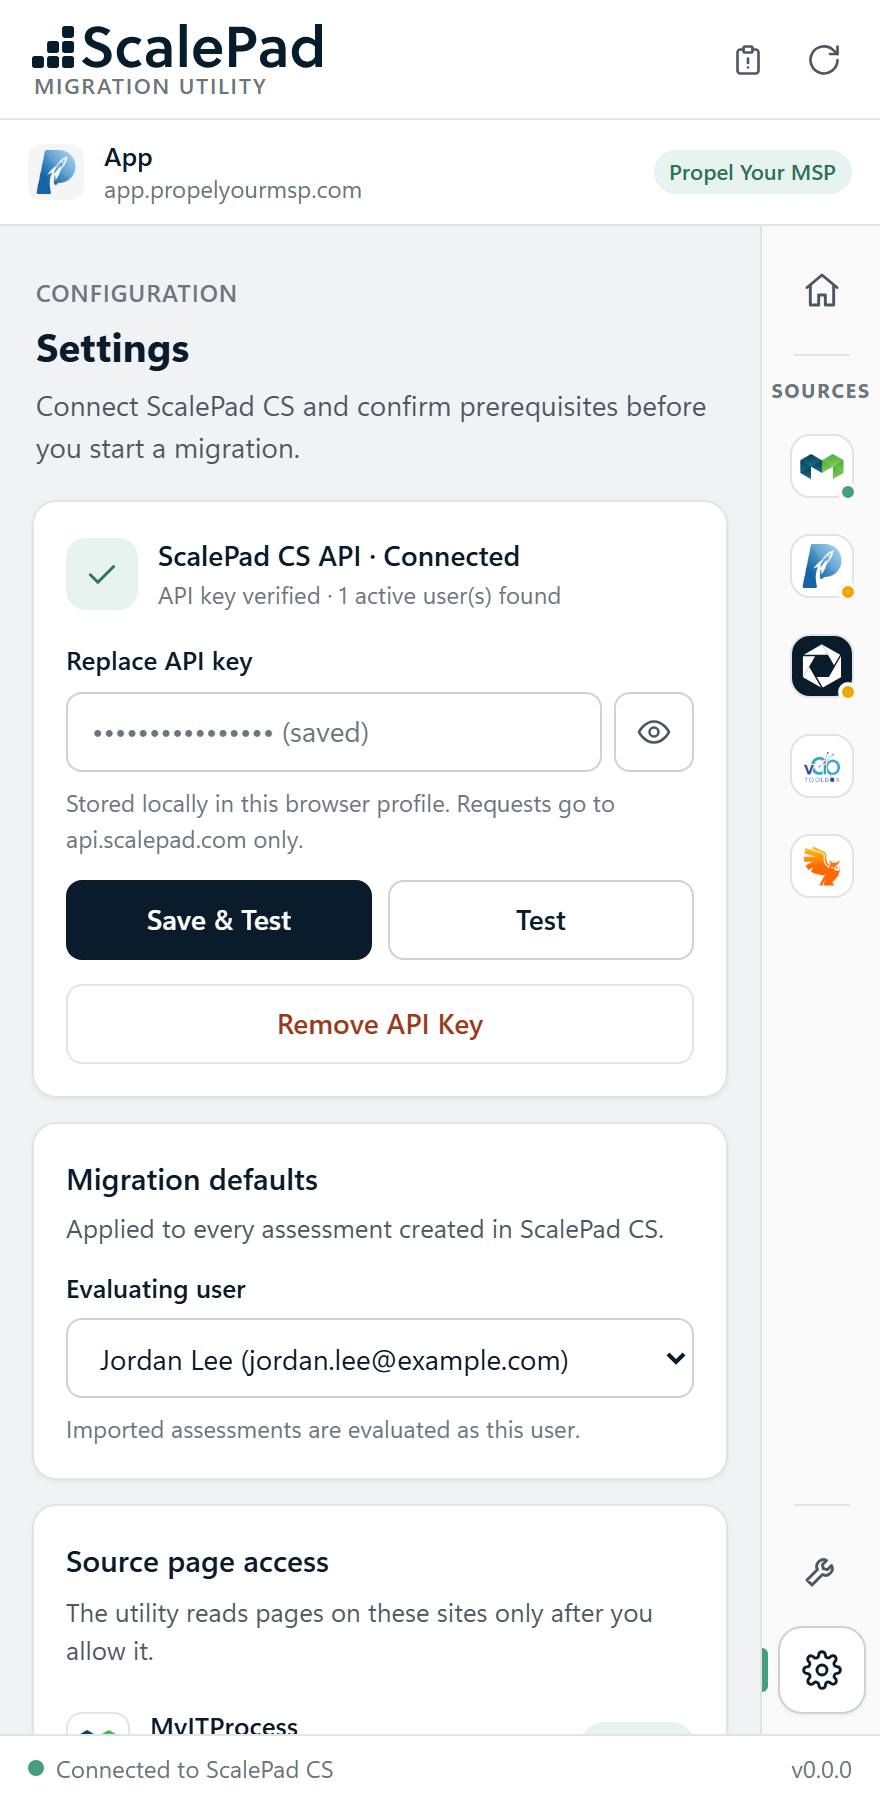 ScalePad
MIGRATION UTILITY
App
app.propelyourmsp.com
Propel Your MSP
CONFIGURATION
Settings
Connect ScalePad CS and confirm prerequisites before
you start a migration.
SOURCES
ScalePad CS API · Connected
API key verified · 1 active user(s) found
Replace API key
•••••••••••••••• (saved)
Stored locally in this browser profile. Requests go to
api.scalepad.com only.
Save & Test
Test
Remove API Key
vCIO
TOOLBOX
Migration defaults
Applied to every assessment created in ScalePad CS.
Evaluating user
Jordan Lee (jordan.lee@example.com)
Imported assessments are evaluated as this user.
Source page access
The utility reads pages on these sites only after you
allow it.
MyITProcess
Connected to ScalePad CS
v0.0.0